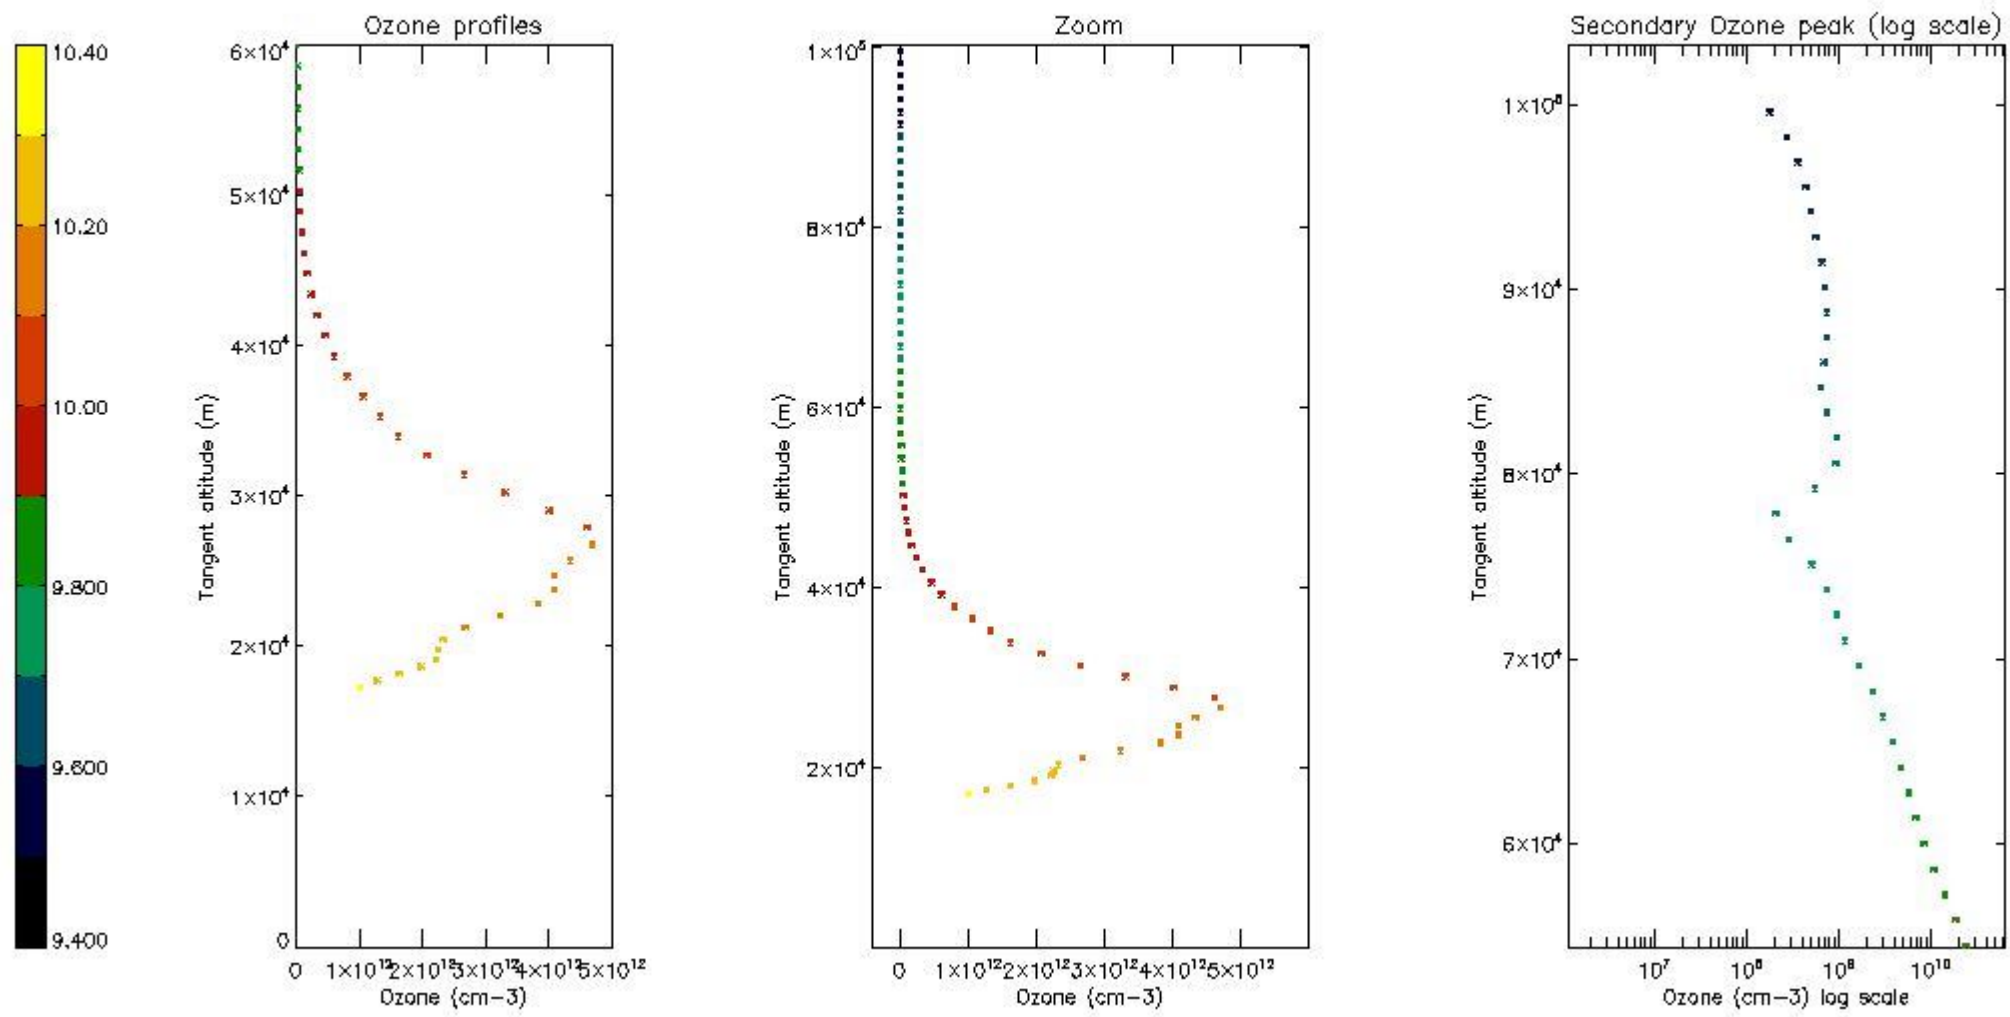 Ozone profiles
Zoom
Secondary Ozone peak (log scale)
10.40
10.20
10.00
9.800
9.600
9.400
6×10⁴
5×10⁴
4×10⁴
3×10⁴
2×10⁴
1×10⁴
0
Tangent altitude (m)
0 1×10¹² 2×10¹² 3×10¹² 4×10¹² 5×10¹²
Ozone (cm−3)
1×10⁵
8×10⁴
6×10⁴
4×10⁴
2×10⁴
Tangent altitude (m)
0 1×10¹² 2×10¹² 3×10¹² 4×10¹² 5×10¹²
Ozone (cm−3)
1×10⁵
9×10⁴
8×10⁴
7×10⁴
6×10⁴
Tangent altitude (m)
10⁷ 10⁸ 10⁹ 10¹⁰
Ozone (cm−3) log scale